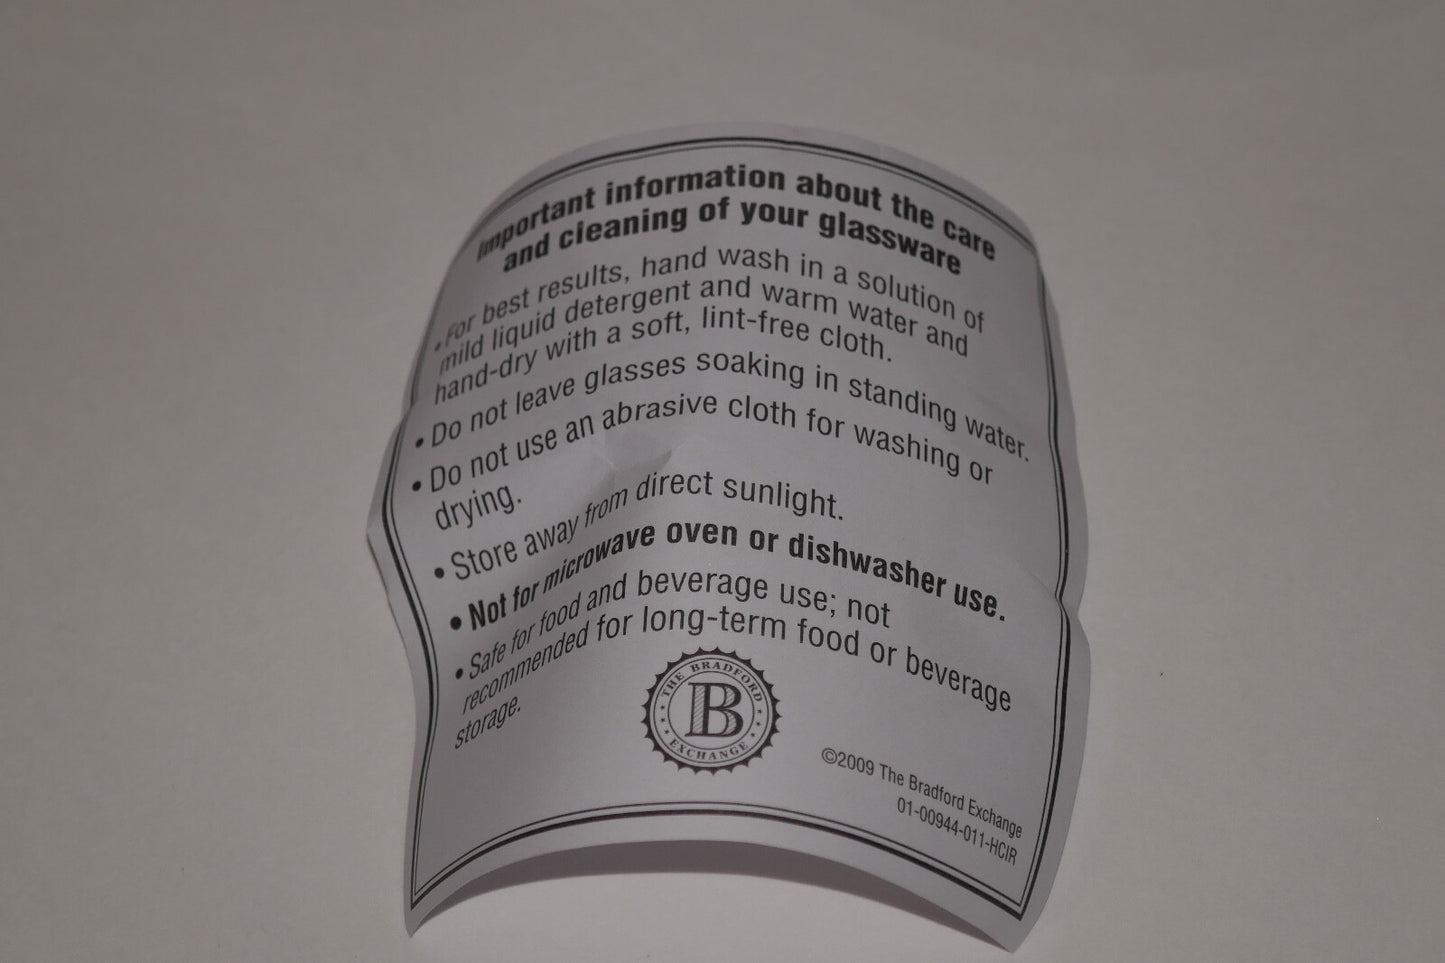 Important information about the care
and cleaning of your glassware
• For best results, hand wash in a solution of
mild liquid detergent and warm water and
hand-dry with a soft, lint-free cloth.
• Do not leave glasses soaking in standing water.
• Do not use an abrasive cloth for washing or
drying.
• Store away from direct sunlight.
• Not for microwave oven or dishwasher use.
• Safe for food and beverage use; not
recommended for long-term food or beverage
storage.
THE BRADFORD
B
EXCHANGE
©2009 The Bradford Exchange
01-00944-011-HCIR